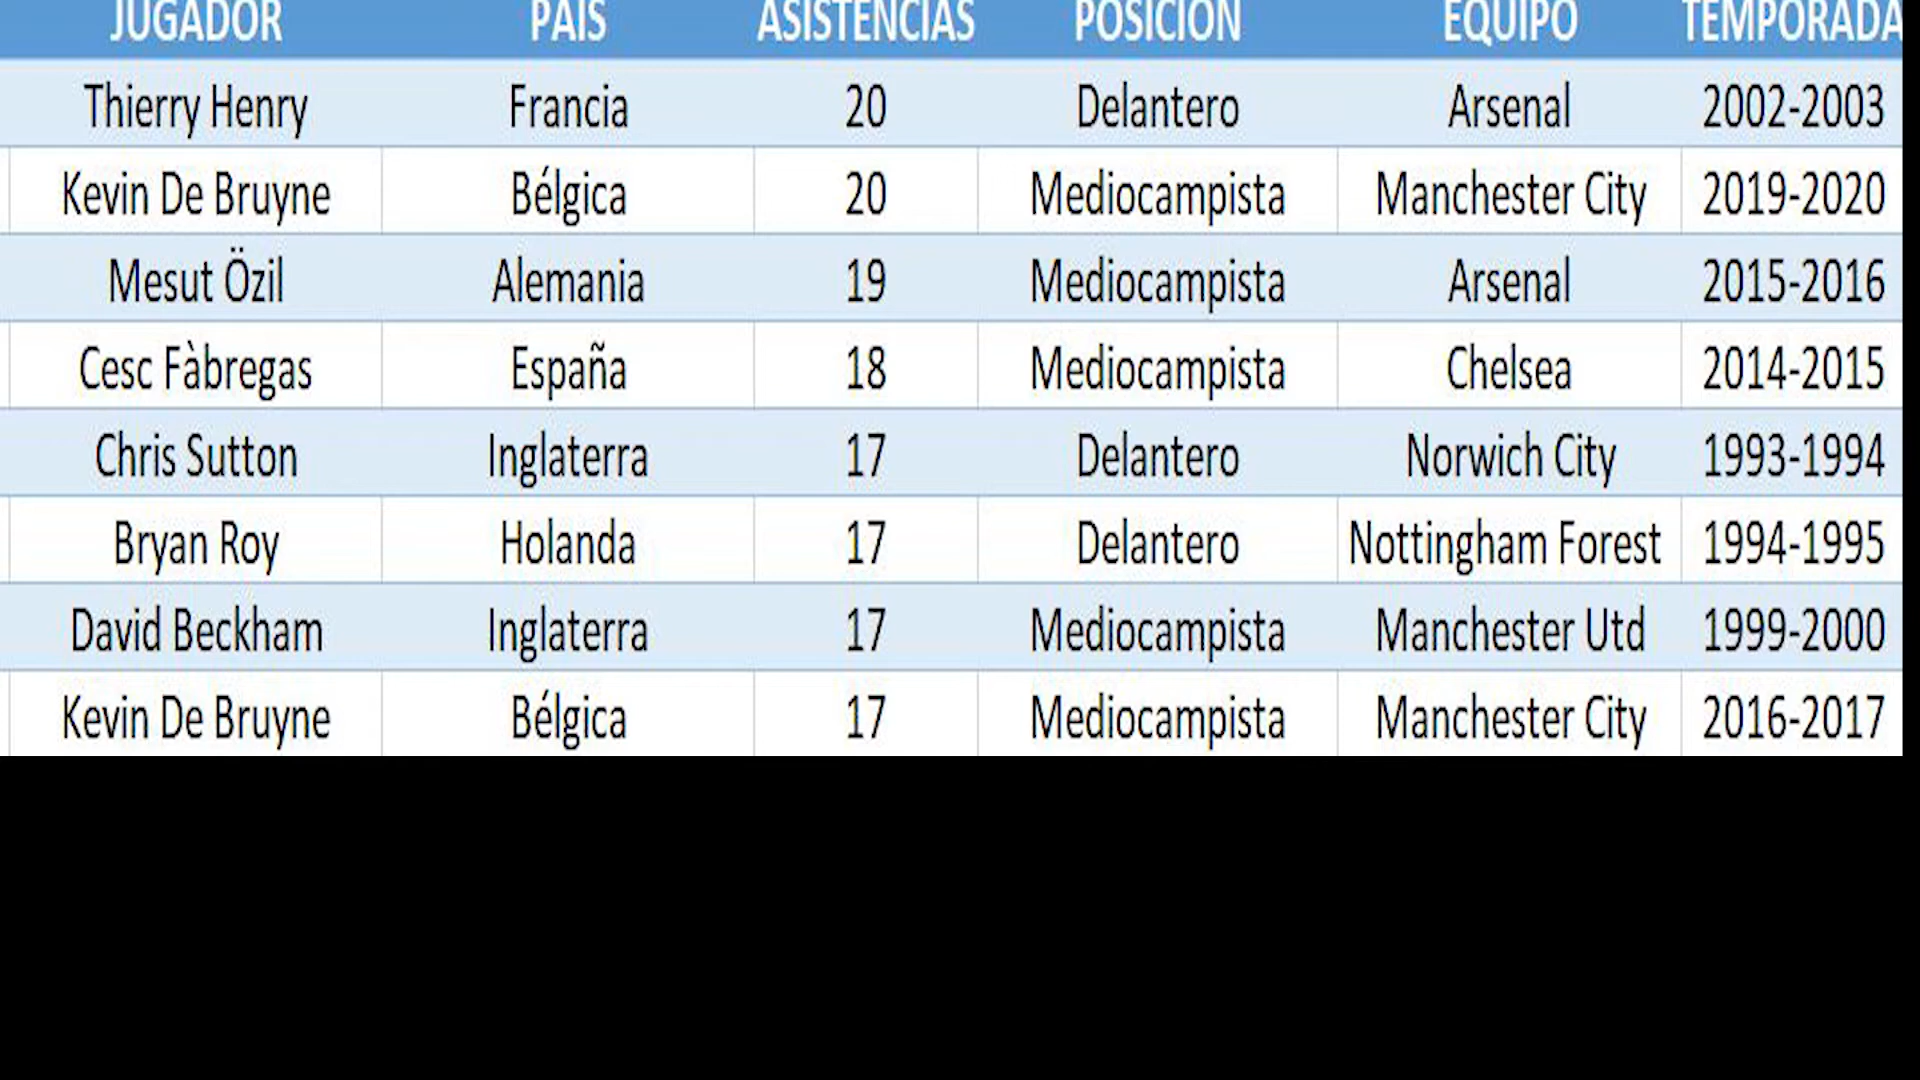 JUGADOR PAÍS ASISTENCIAS POSICIÓN EQUIPO TEMPORADA
Thierry Henry Francia 20 Delantero Arsenal 2002-2003
Kevin De Bruyne Bélgica 20 Mediocampista Manchester City 2019-2020
Mesut Özil Alemania 19 Mediocampista Arsenal 2015-2016
Cesc Fàbregas España 18 Mediocampista Chelsea 2014-2015
Chris Sutton Inglaterra 17 Delantero Norwich City 1993-1994
Bryan Roy Holanda 17 Delantero Nottingham Forest 1994-1995
David Beckham Inglaterra 17 Mediocampista Manchester Utd 1999-2000
Kevin De Bruyne Bélgica 17 Mediocampista Manchester City 2016-2017